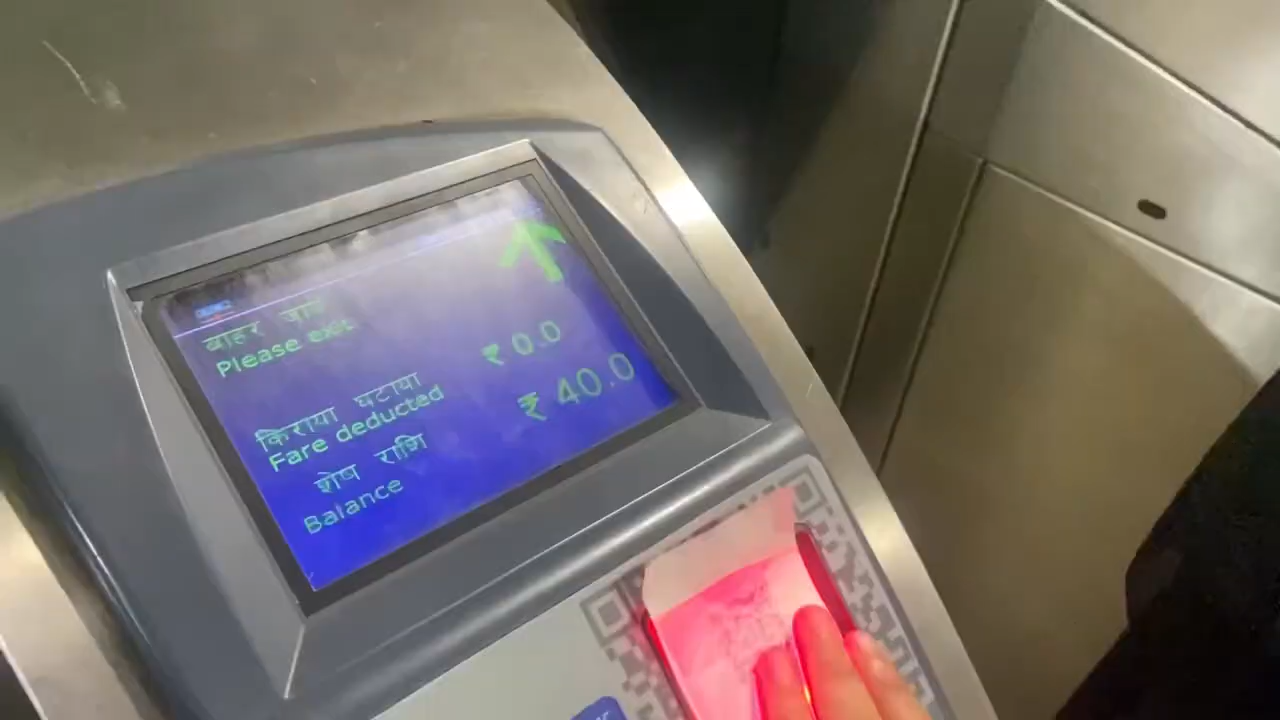 बाहर जाएं
Please exit
किराया घटाया ₹ 0.0
Fare deducted
शेष राशि ₹ 40.0
Balance